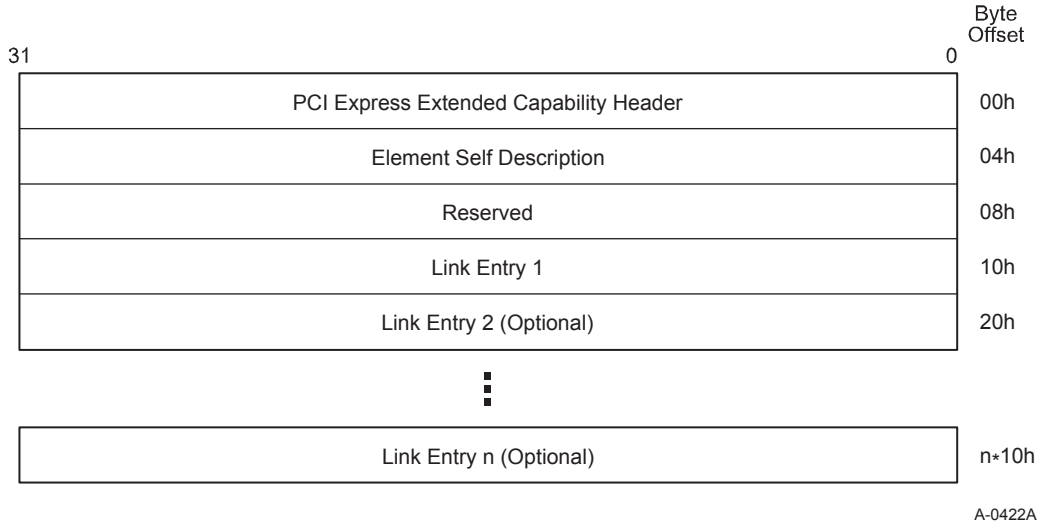 Byte
Offset
31 0
PCI Express Extended Capability Header 00h
Element Self Description 04h
Reserved 08h
Link Entry 1 10h
Link Entry 2 (Optional) 20h
Link Entry n (Optional) n*10h
A-0422A